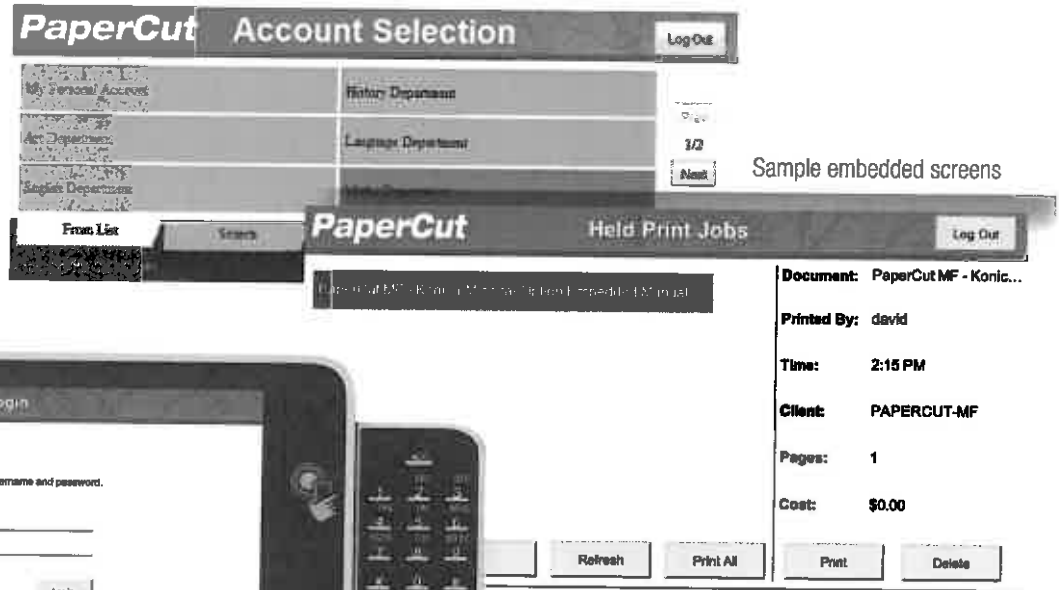 PaperCut Account Selection Log Out
My Personal Account History Department
Art Department Language Department 1/2
English Department Next
Sample embedded screens
From List Search
PaperCut Held Print Jobs Log Out
Document: PaperCut MF - Konic...
Printed By: david
Time: 2:15 PM
Client: PAPERCUT-MF
Pages: 1
Cost: $0.00
Refresh Print All Print Delete
ogin
ername and password.